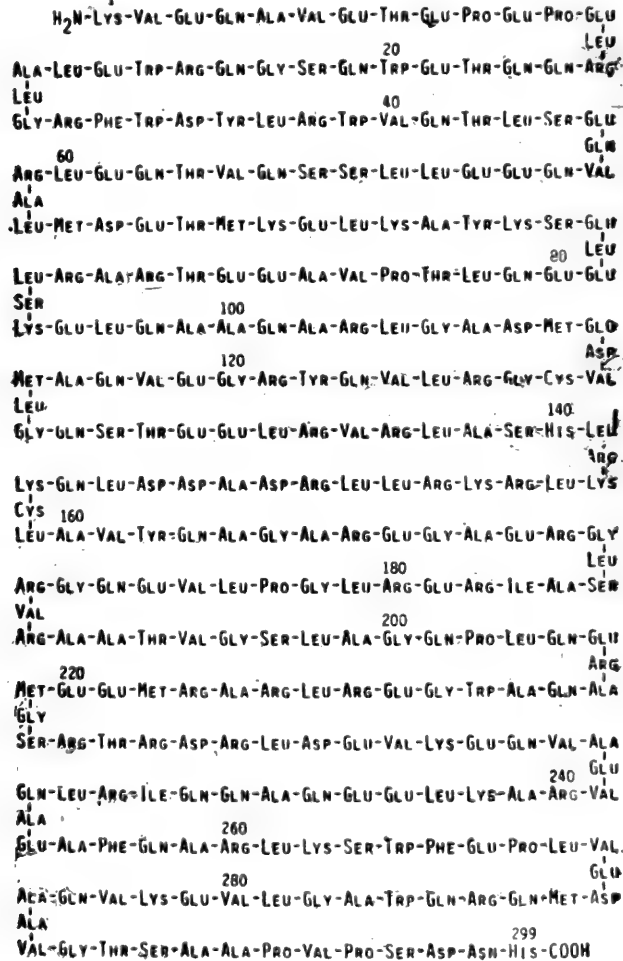 H2N-LYS-VAL-GLU-GLN-ALA-VAL-GLU-THR-GLU-PRO-GLU-PRO-GLU
20 LEU
ALA-LEU-GLU-TRP-ARG-GLN-GLY-SER-GLN-TRP-GLU-THR-GLN-GLN-ARG
LEU
40
GLY-ARG-PHE-TRP-ASP-TYR-LEU-ARG-TRP-VAL-GLN-THR-LEU-SER-GLU
60 GLN
ARG-LEU-GLU-GLN-THR-VAL-GLN-SER-SER-LEU-LEU-GLU-GLU-GLN-VAL
ALA
LEU-MET-ASP-GLU-THR-MET-LYS-GLU-LEU-LYS-ALA-TYR-LYS-SER-GLU
80 LEU
LEU-ARG-ALA-ARG-THR-GLU-GLU-ALA-VAL-PRO-THR-LEU-GLN-GLU-GLU
SER
100
LYS-GLU-LEU-GLN-ALA-ALA-GLN-ALA-ARG-LEU-GLY-ALA-ASP-MET-GLU
120 ASP
MET-ALA-GLN-VAL-GLU-GLY-ARG-TYR-GLN-VAL-LEU-ARG-GLY-CYS-VAL
LEU
140
GLY-GLN-SER-THR-GLU-GLU-LEU-ARG-VAL-ARG-LEU-ALA-SER-HIS-LEU
ARG
LYS-GLN-LEU-ASP-ASP-ALA-ASP-ARG-LEU-LEU-ARG-LYS-ARG-LEU-LYS
CYS
160
LEU-ALA-VAL-TYR-GLN-ALA-GLY-ALA-ARG-GLU-GLY-ALA-GLU-ARG-GLY
180 LEU
ARG-GLY-GLN-GLU-VAL-LEU-PRO-GLY-LEU-ARG-GLU-ARG-ILE-ALA-SER
VAL
200
ARG-ALA-ALA-THR-VAL-GLY-SER-LEU-ALA-GLY-GLN-PRO-LEU-GLN-GLU
220 ARG
MET-GLU-GLU-MET-ARG-ALA-ARG-LEU-ARG-GLU-GLY-TRP-ALA-GLN-ALA
GLY
SER-ARG-THR-ARG-ASP-ARG-LEU-ASP-GLU-VAL-LYS-GLU-GLN-VAL-ALA
240 GLU
GLN-LEU-ARG-ILE-GLN-GLN-ALA-GLN-GLU-GLU-LEU-LYS-ALA-ARG-VAL
ALA
260
GLU-ALA-PHE-GLN-ALA-ARG-LEU-LYS-SER-TRP-PHE-GLU-PRO-LEU-VAL
280 GLU
ALA-GLN-VAL-LYS-GLU-VAL-LEU-GLY-ALA-TRP-GLN-ARG-GLN-MET-ASP
ALA
299
VAL-GLY-THR-SER-ALA-ALA-PRO-VAL-PRO-SER-ASP-ASN-HIS-COOH